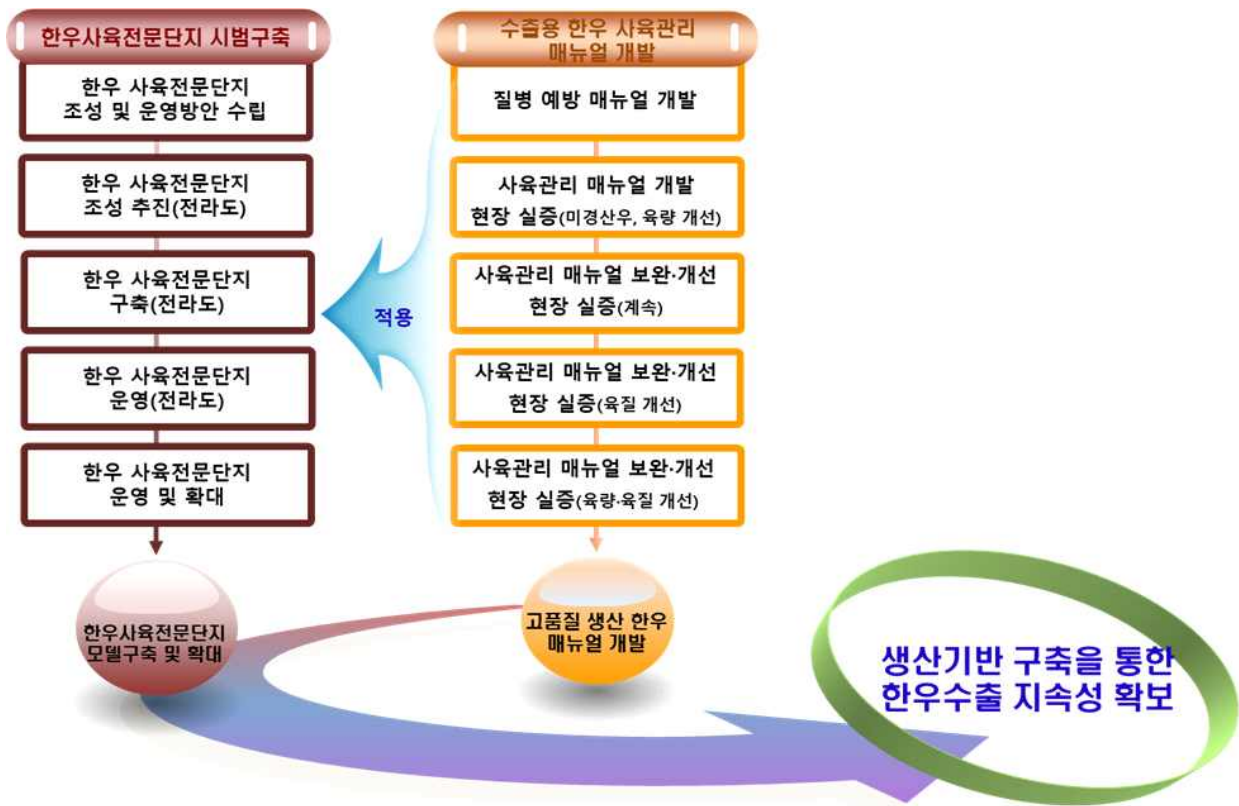 한우사육전문단지 시범구축
한우 사육전문단지
조성 및 운영방안 수립
한우 사육전문단지
조성 추진(전라도)
한우 사육전문단지
구축(전라도)
한우 사육전문단지
운영(전라도)
한우 사육전문단지
운영 및 확대
한우사육전문단지
모델구축 및 확대
적용
수출용 한우 사육관리
매뉴얼 개발
질병 예방 매뉴얼 개발
사육관리 매뉴얼 개발
현장 실증(미경산우, 육량 개선)
사육관리 매뉴얼 보완·개선
현장 실증(계속)
사육관리 매뉴얼 보완·개선
현장 실증(육질 개선)
사육관리 매뉴얼 보완·개선
현장 실증(육량·육질 개선)
고품질 생산 한우
매뉴얼 개발
생산기반 구축을 통한
한우수출 지속성 확보